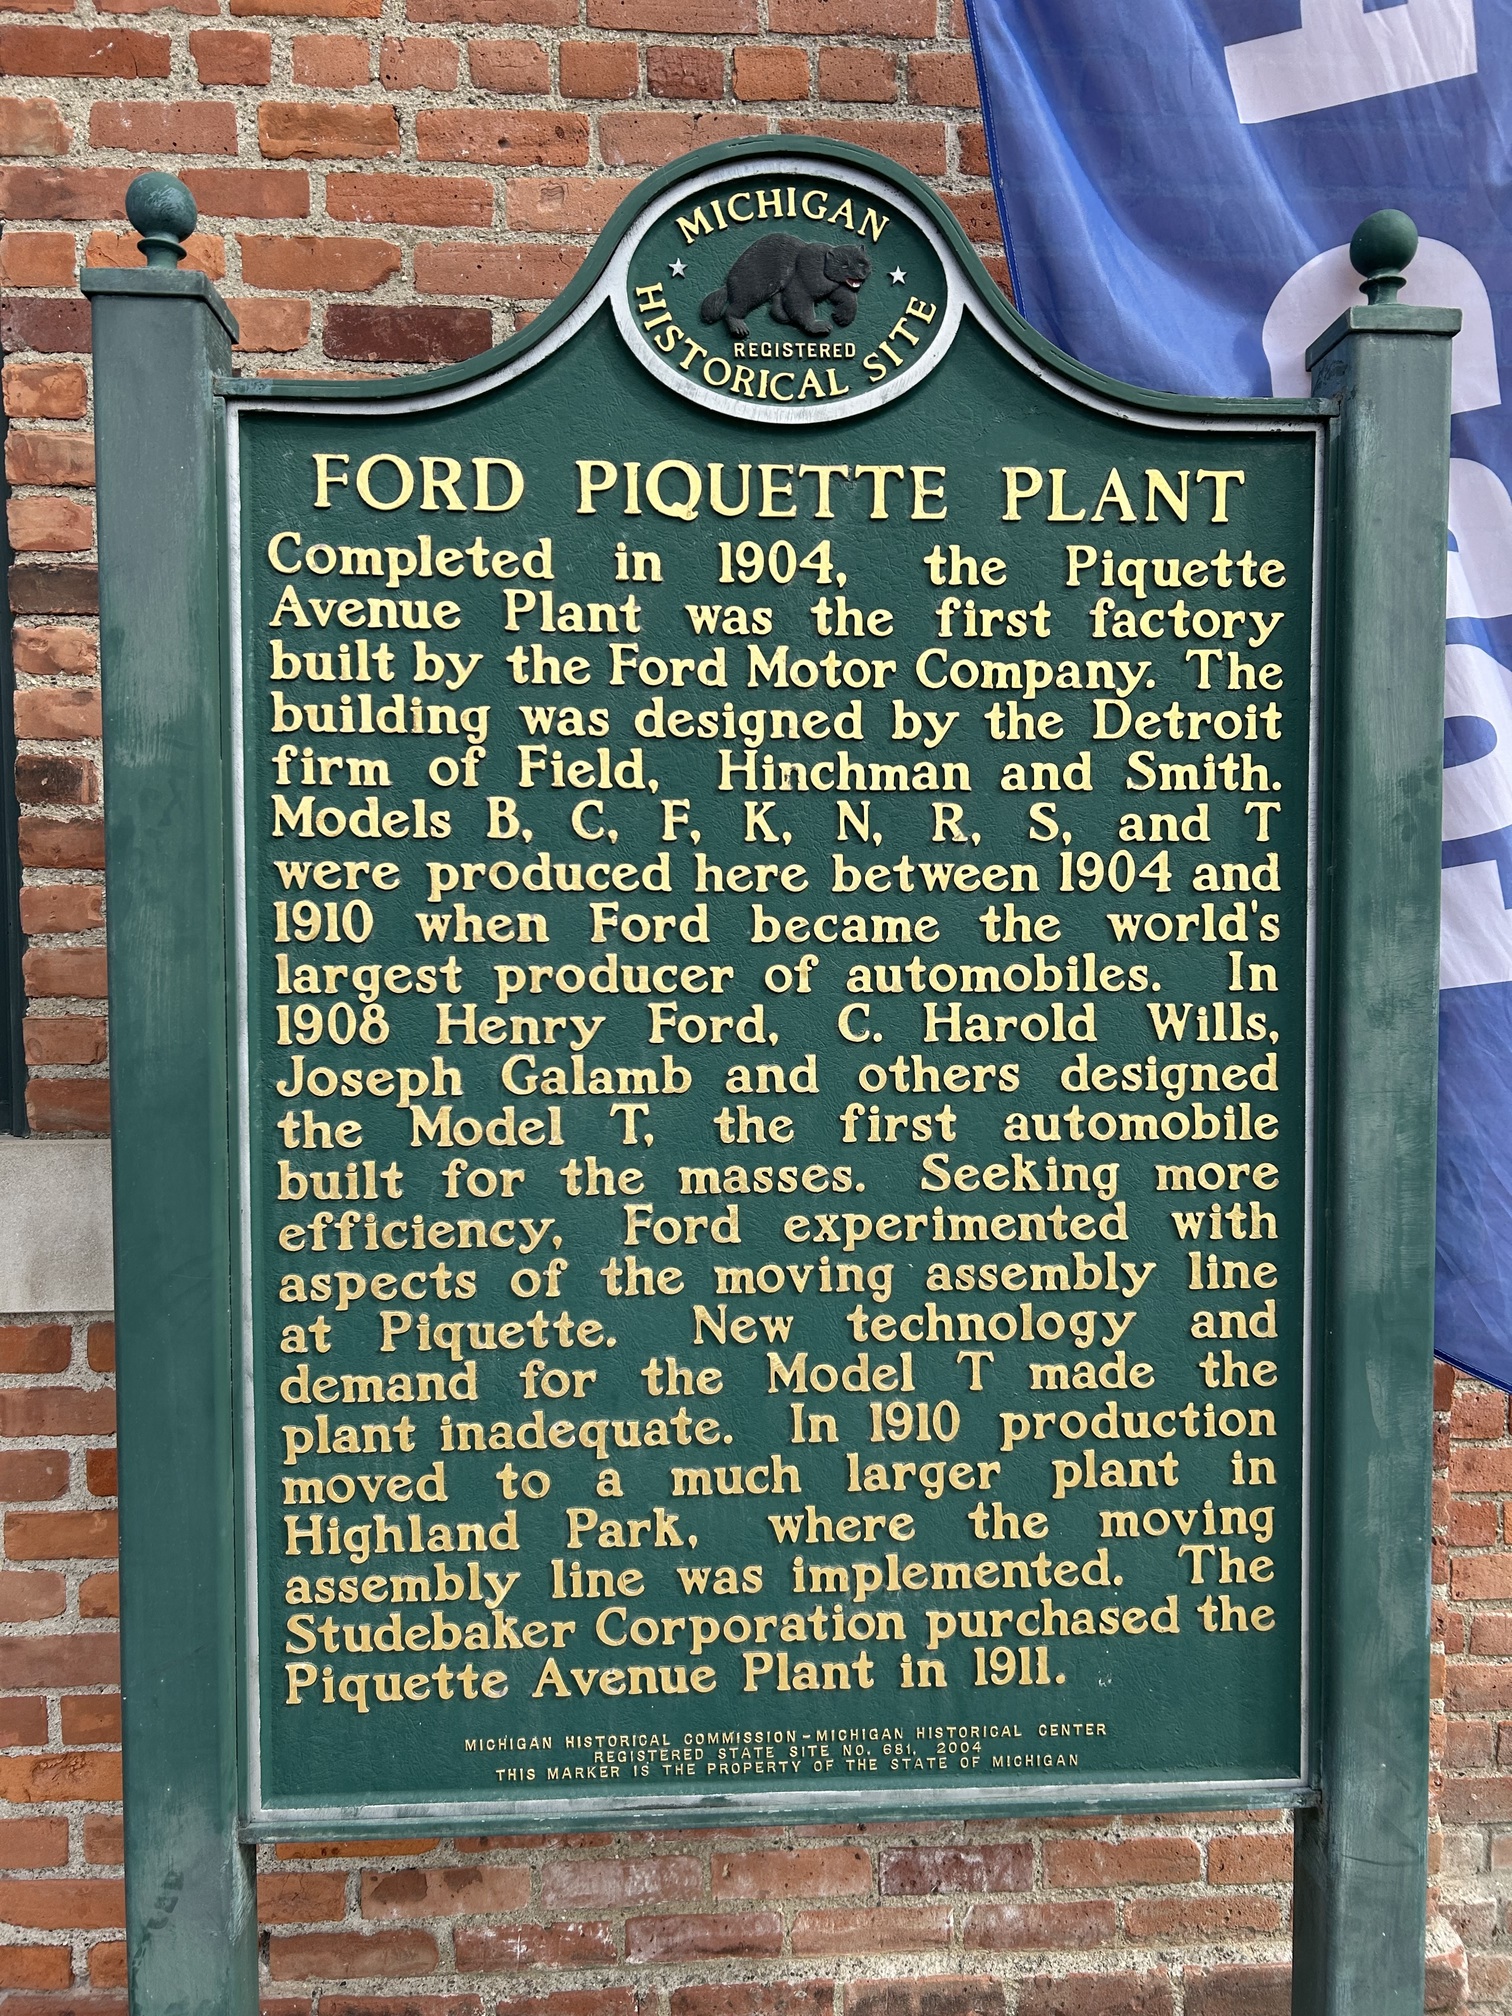 MICHIGAN
REGISTERED
HISTORICAL SITE
FORD PIQUETTE PLANT
Completed in 1904, the Piquette
Avenue Plant was the first factory
built by the Ford Motor Company. The
building was designed by the Detroit
firm of Field, Hinchman and Smith.
Models B, C, F, K, N, R, S, and T
were produced here between 1904 and
1910 when Ford became the world's
largest producer of automobiles. In
1908 Henry Ford, C. Harold Wills,
Joseph Galamb and others designed
the Model T, the first automobile
built for the masses. Seeking more
efficiency, Ford experimented with
aspects of the moving assembly line
at Piquette. New technology and
demand for the Model T made the
plant inadequate. In 1910 production
moved to a much larger plant in
Highland Park, where the moving
assembly line was implemented. The
Studebaker Corporation purchased the
Piquette Avenue Plant in 1911.
MICHIGAN HISTORICAL COMMISSION–MICHIGAN HISTORICAL CENTER
REGISTERED STATE SITE NO. 681, 2004
THIS MARKER IS THE PROPERTY OF THE STATE OF MICHIGAN